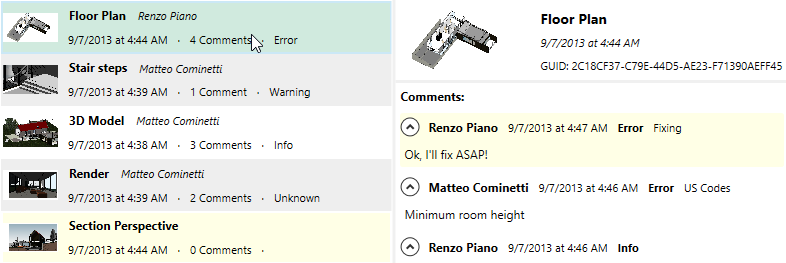 Floor Plan Renzo Piano
9/7/2013 at 4:44 AM · 4 Comments · Error
Stair steps Matteo Cominetti
9/7/2013 at 4:39 AM · 1 Comment · Warning
3D Model Matteo Cominetti
9/7/2013 at 4:38 AM · 3 Comments · Info
Render Matteo Cominetti
9/7/2013 at 4:39 AM · 2 Comments · Unknown
Section Perspective
9/7/2013 at 4:44 AM · 0 Comments ·
Floor Plan
9/7/2013 at 4:44 AM
GUID: 2C18CF37-C79E-44D5-AE23-F71390AEFF45
Comments:
Renzo Piano 9/7/2013 at 4:47 AM Error Fixing
Ok, I'll fix ASAP!
Matteo Cominetti 9/7/2013 at 4:46 AM Error US Codes
Minimum room height
Renzo Piano 9/7/2013 at 4:46 AM Info